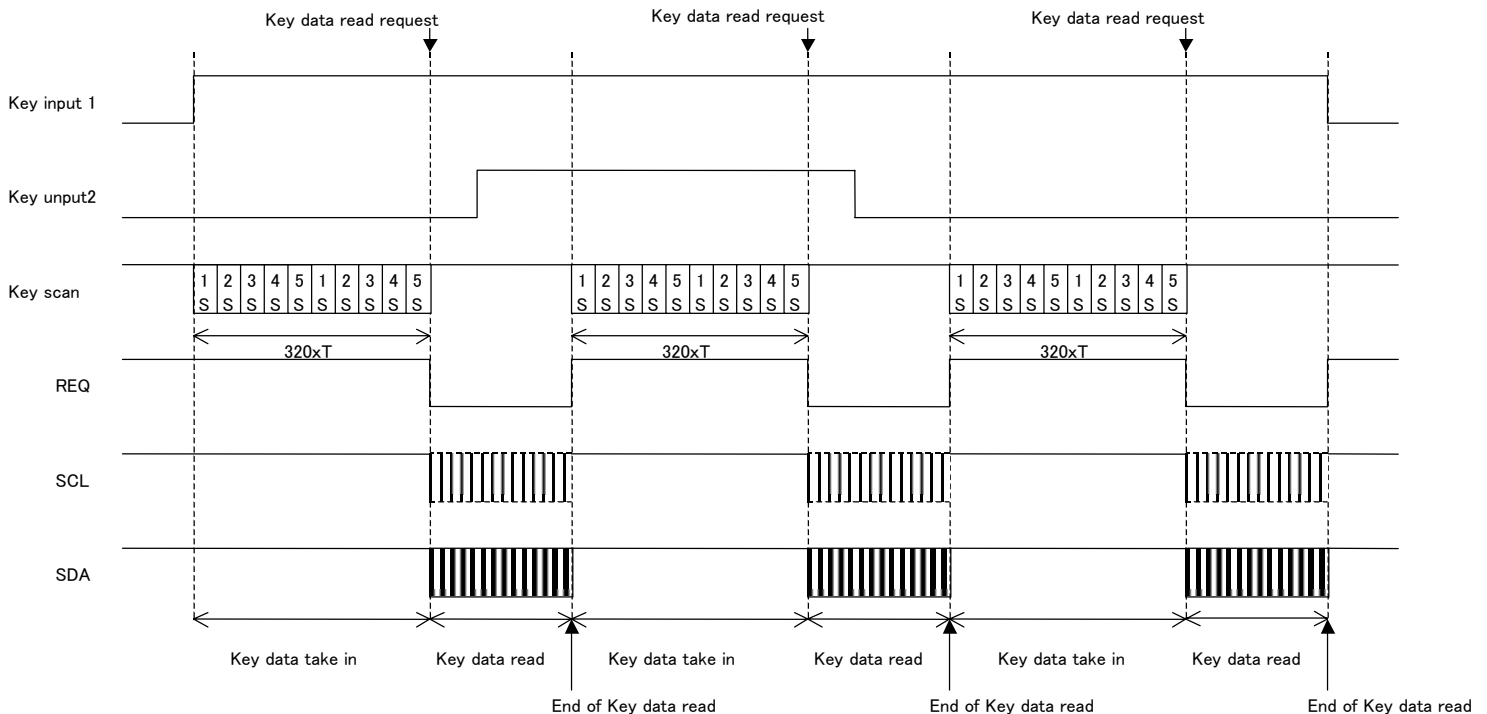 Key data read request
Key data read request
Key data read request
Key input 1
Key unput2
Key scan
1 2 3 4 5 1 2 3 4 5
S S S S S S S S S S
1 2 3 4 5 1 2 3 4 5
S S S S S S S S S S
1 2 3 4 5 1 2 3 4 5
S S S S S S S S S S
320xT
320xT
320xT
REQ
SCL
SDA
Key data take in
Key data read
Key data take in
Key data read
Key data take in
Key data read
End of Key data read
End of Key data read
End of Key data read